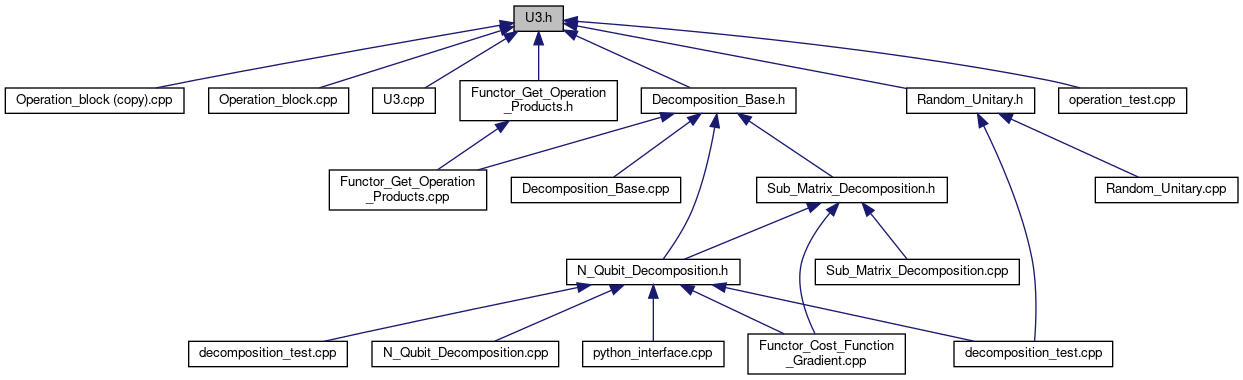 U3.h
Operation_block (copy).cpp
Operation_block.cpp
U3.cpp
Functor_Get_Operation
_Products.h
Decomposition_Base.h
Random_Unitary.h
operation_test.cpp
Functor_Get_Operation
_Products.cpp
Decomposition_Base.cpp
Sub_Matrix_Decomposition.h
Random_Unitary.cpp
N_Qubit_Decomposition.h
Sub_Matrix_Decomposition.cpp
decomposition_test.cpp
N_Qubit_Decomposition.cpp
python_interface.cpp
Functor_Cost_Function
_Gradient.cpp
decomposition_test.cpp